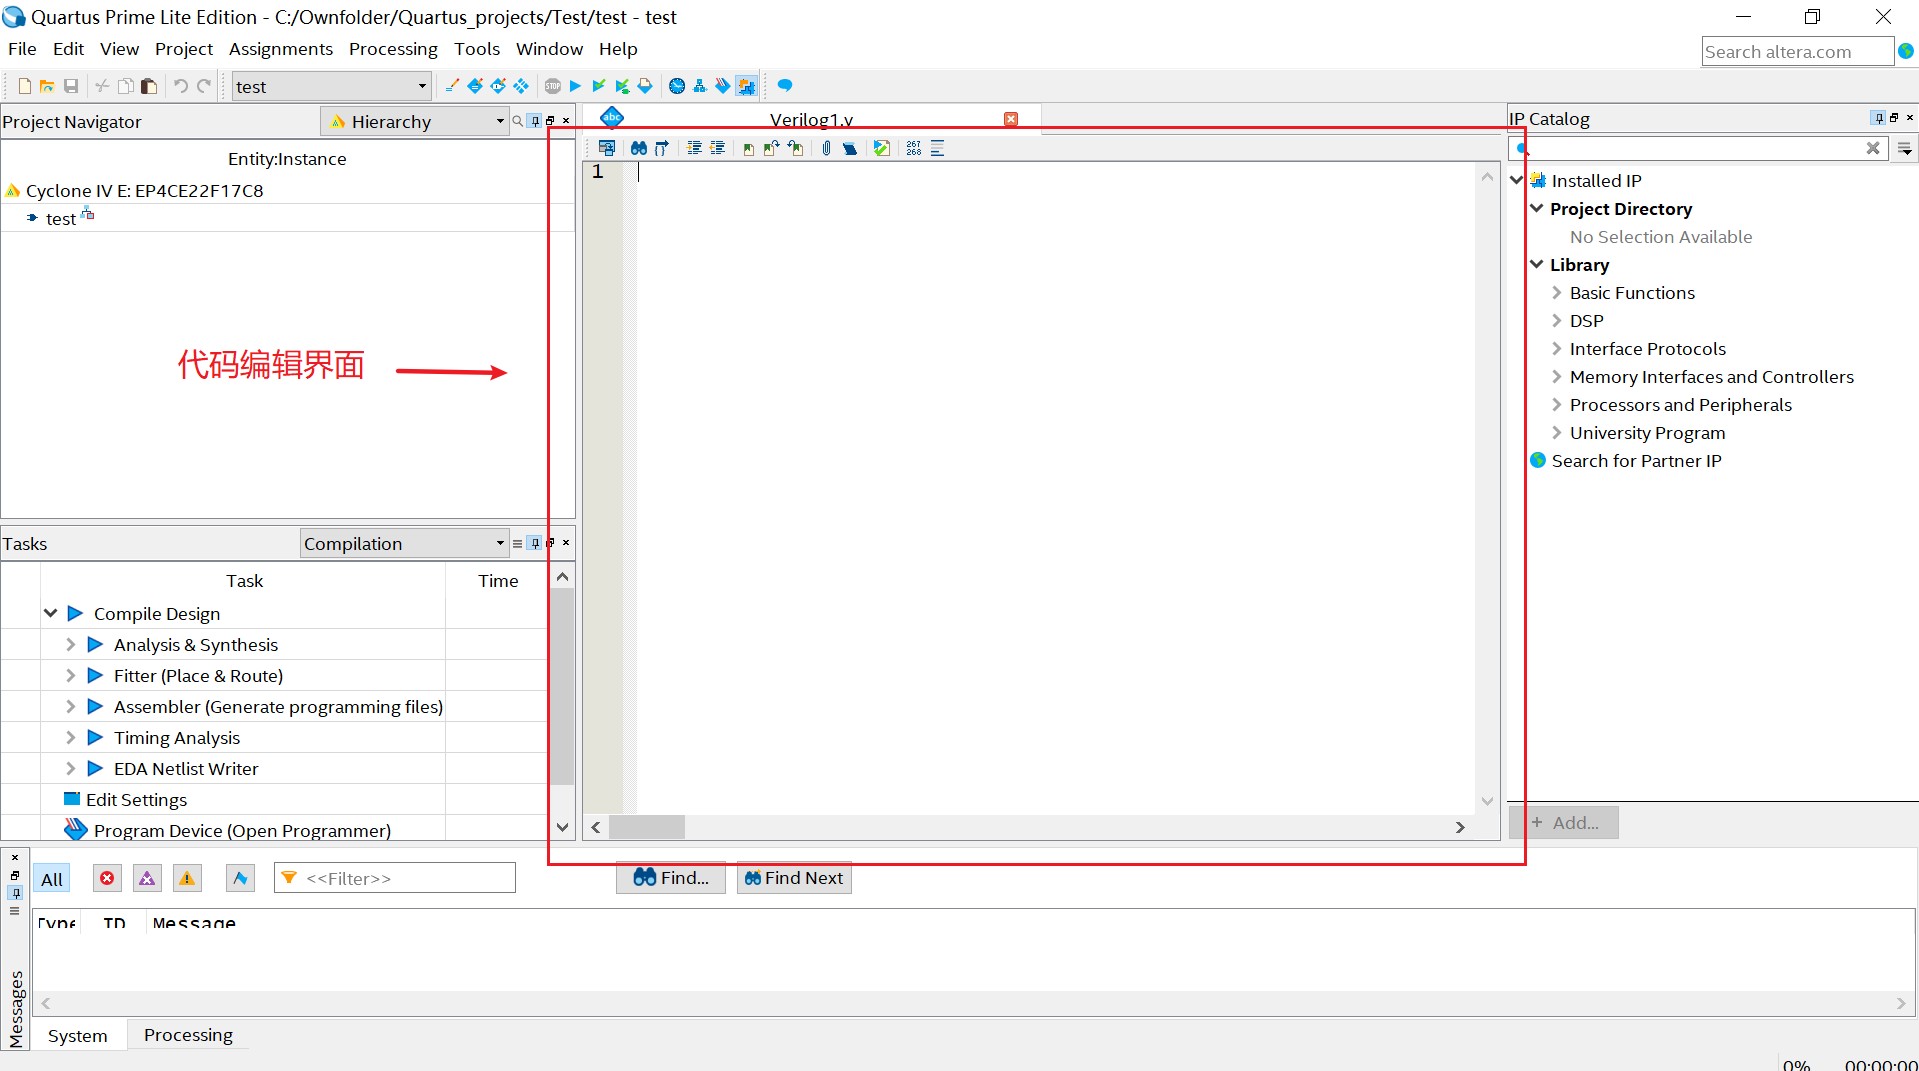 Quartus Prime Lite Edition - C:/Ownfolder/Quartus_projects/Test/test - test
File Edit View Project Assignments Processing Tools Window Help
Search altera.com
test
Project Navigator
Hierarchy
Verilog1.v
IP Catalog
Entity:Instance
267
268
Cyclone IV E: EP4CE22F17C8
test
1
Installed IP
Project Directory
No Selection Available
Library
Basic Functions
DSP
Interface Protocols
Memory Interfaces and Controllers
Processors and Peripherals
University Program
Search for Partner IP
+ Add...
代码编辑界面
Tasks
Compilation
Task Time
Compile Design
Analysis & Synthesis
Fitter (Place & Route)
Assembler (Generate programming files)
Timing Analysis
EDA Netlist Writer
Edit Settings
Program Device (Open Programmer)
All
<<Filter>>
Find...
Find Next
Type ID Message
Messages
System Processing
0% 00:00:00